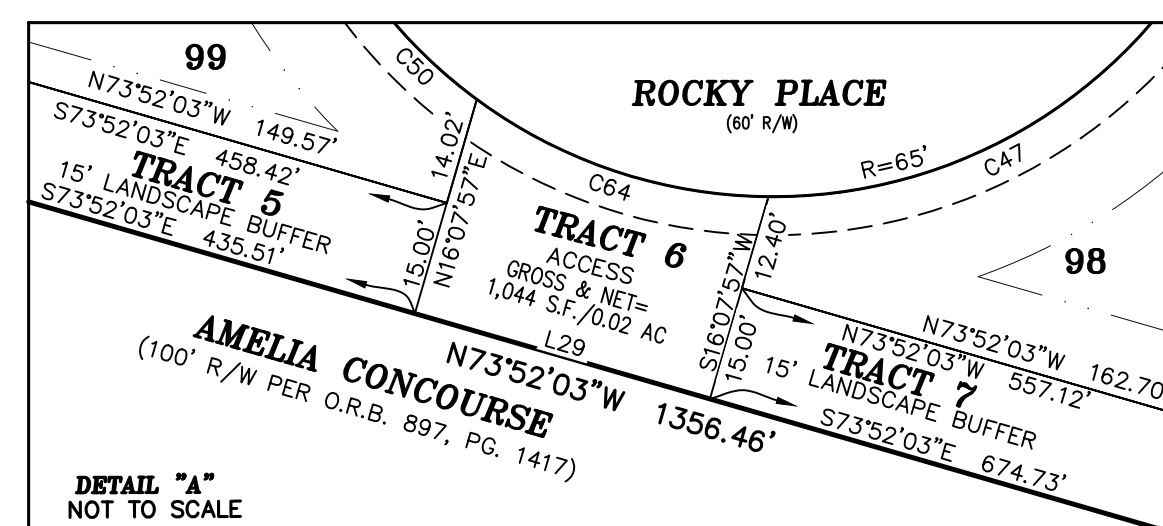 99
C50
ROCKY PLACE
(60' R/W)
R=65'
C47
C64
N73°52'03"W 149.57'
S73°52'03"E 458.42'
TRACT 5
15' LANDSCAPE BUFFER
S73°52'03"E 435.51'
14.02'
15.00'
N16°07'57"E
TRACT 6
ACCESS
GROSS & NET=
1,044 S.F./0.02 AC
S16°07'57"W
12.40'
15.00'
98
N73°52'03"W 162.70
N73°52'03"W 557.12'
TRACT 7
15' LANDSCAPE BUFFER
S73°52'03"E 674.73'
L29
N73°52'03"W 1356.46'
AMELIA CONCOURSE
(100' R/W PER O.R.B. 897, PG. 1417)
DETAIL "A"
NOT TO SCALE